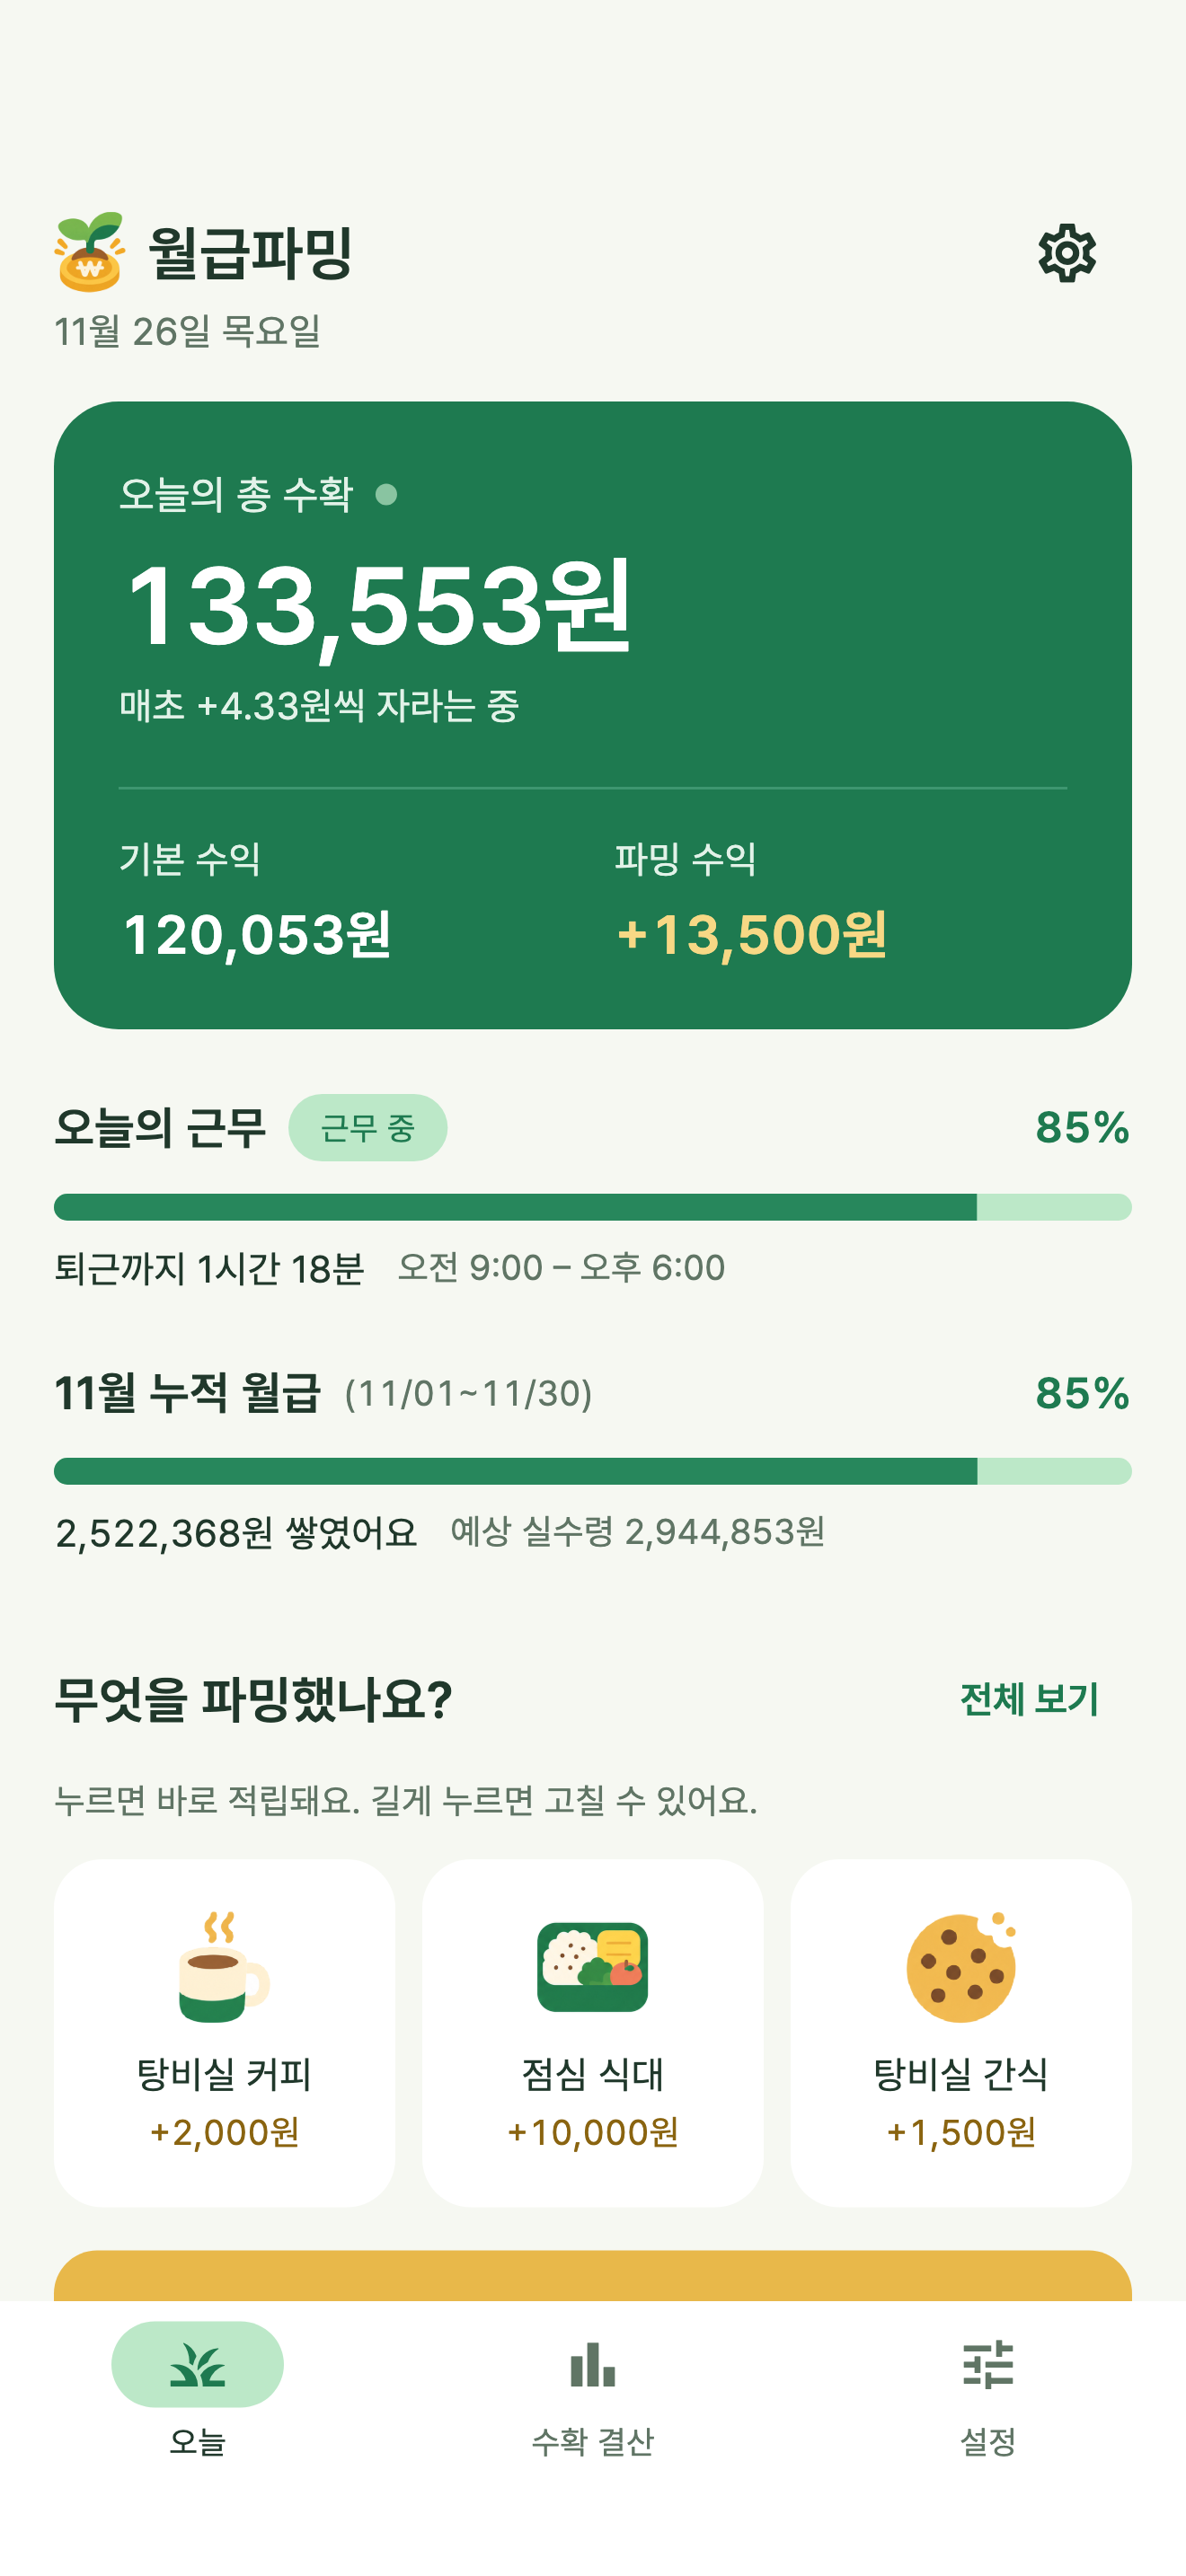 월급파밍
11월 26일 목요일
오늘의 총 수확
133,553원
매초 +4.33원씩 자라는 중
기본 수익 파밍 수익
120,053원 +13,500원
오늘의 근무 근무 중 85%
퇴근까지 1시간 18분 오전 9:00 – 오후 6:00
11월 누적 월급 (11/01~11/30) 85%
2,522,368원 쌓였어요 예상 실수령 2,944,853원
무엇을 파밍했나요? 전체 보기
누르면 바로 적립돼요. 길게 누르면 고칠 수 있어요.
탕비실 커피 점심 식대 탕비실 간식
+2,000원 +10,000원 +1,500원
오늘 수확 결산 설정